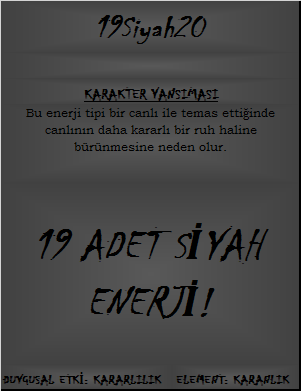 19Siyah20
KARAKTER YANSIMASI
Bu enerji tipi bir canlı ile temas ettiğinde
canlının daha kararlı bir ruh haline
bürünmesine neden olur.
19 ADET SİYAH
ENERJİ!
DUYGUSAL ETKİ: KARARLILIK ELEMENT: KARANLIK